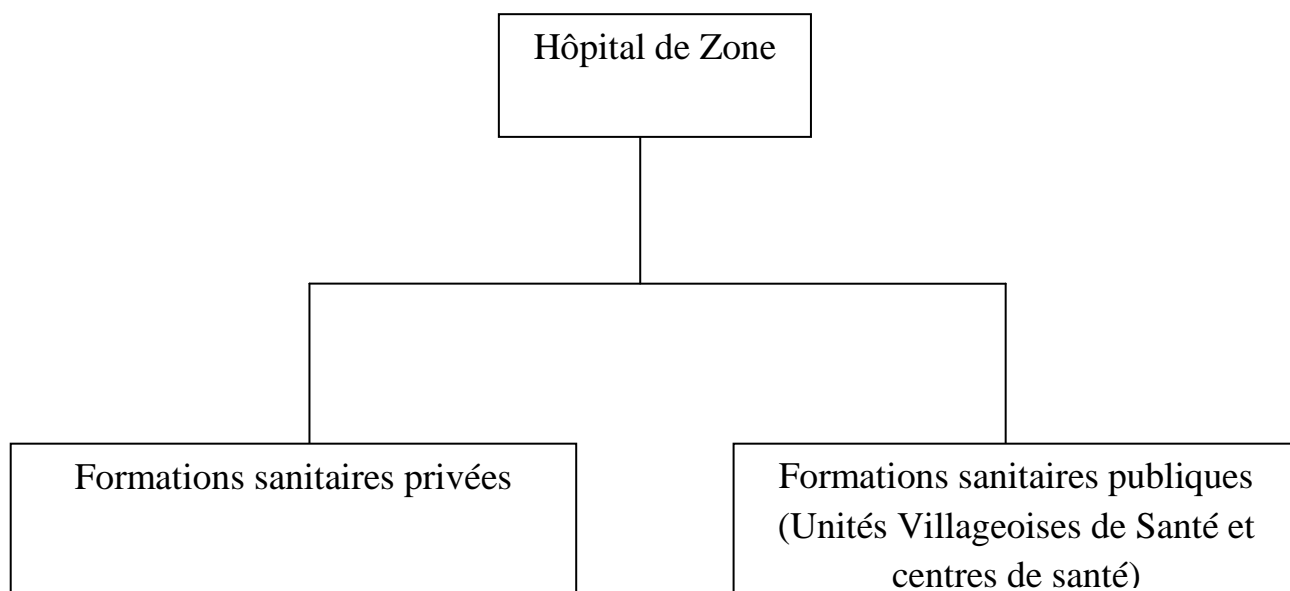 Hôpital de Zone
Formations sanitaires privées
Formations sanitaires publiques
(Unités Villageoises de Santé et
centres de santé)